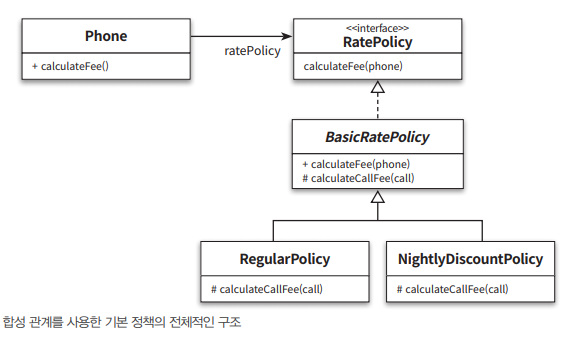 Phone
+ calculateFee()
ratePolicy
<<interface>>
RatePolicy
calculateFee(phone)
BasicRatePolicy
+ calculateFee(phone)
# calculateCallFee(call)
RegularPolicy
# calculateCallFee(call)
NightlyDiscountPolicy
# calculateCallFee(call)
합성 관계를 사용한 기본 정책의 전체적인 구조